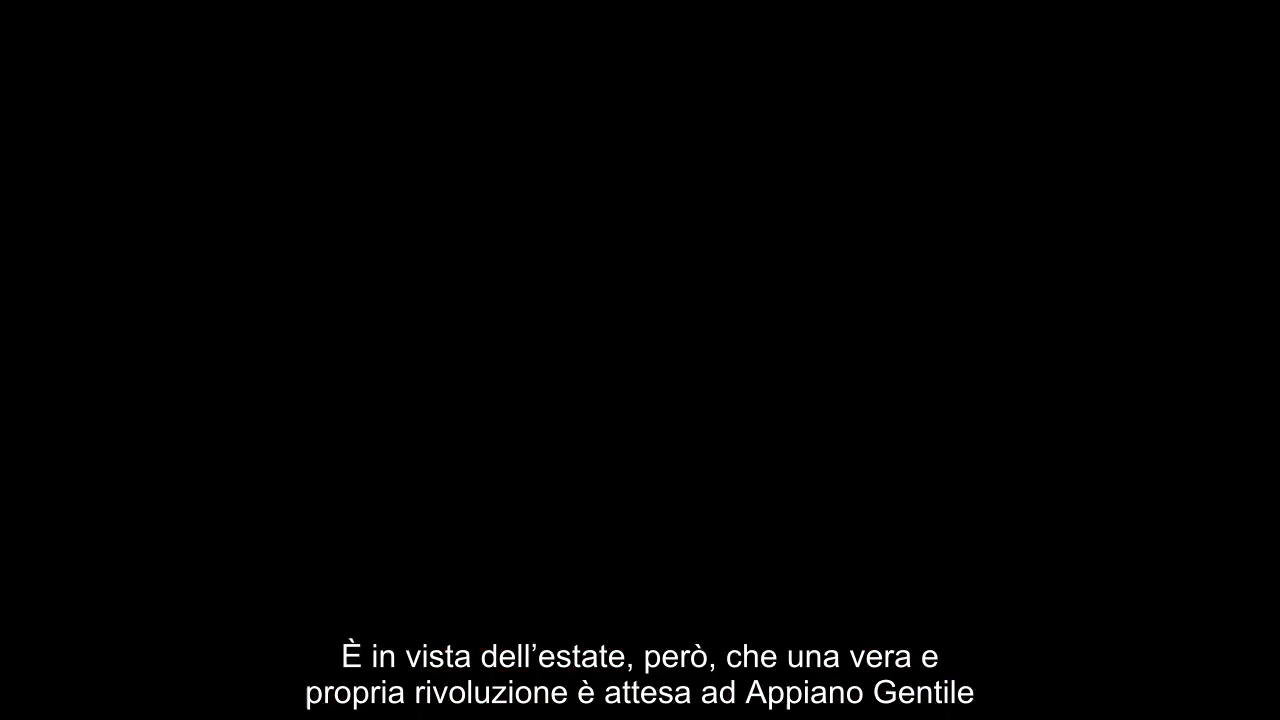 È in vista dell’estate, però, che una vera e
propria rivoluzione è attesa ad Appiano Gentile